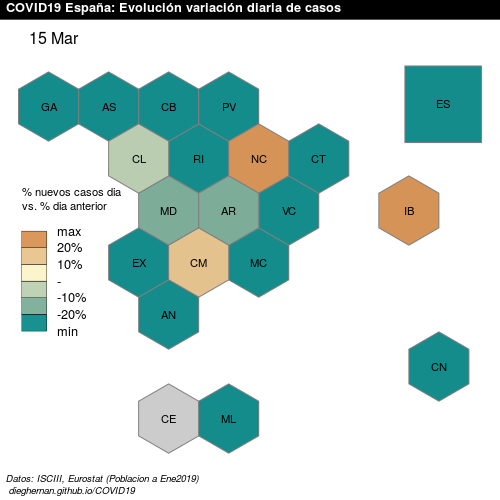 COVID19 España: Evolución variación diaria de casos
15 Mar
GA AS CB PV ES
CL RI NC CT
% nuevos casos dia
vs. % dia anterior
MD AR VC IB
max
20%
10%
-
-10%
-20%
min
EX CM MC
AN
CN
CE ML
Datos: ISCIII, Eurostat (Poblacion a Ene2019)
dieghernan.github.io/COVID19